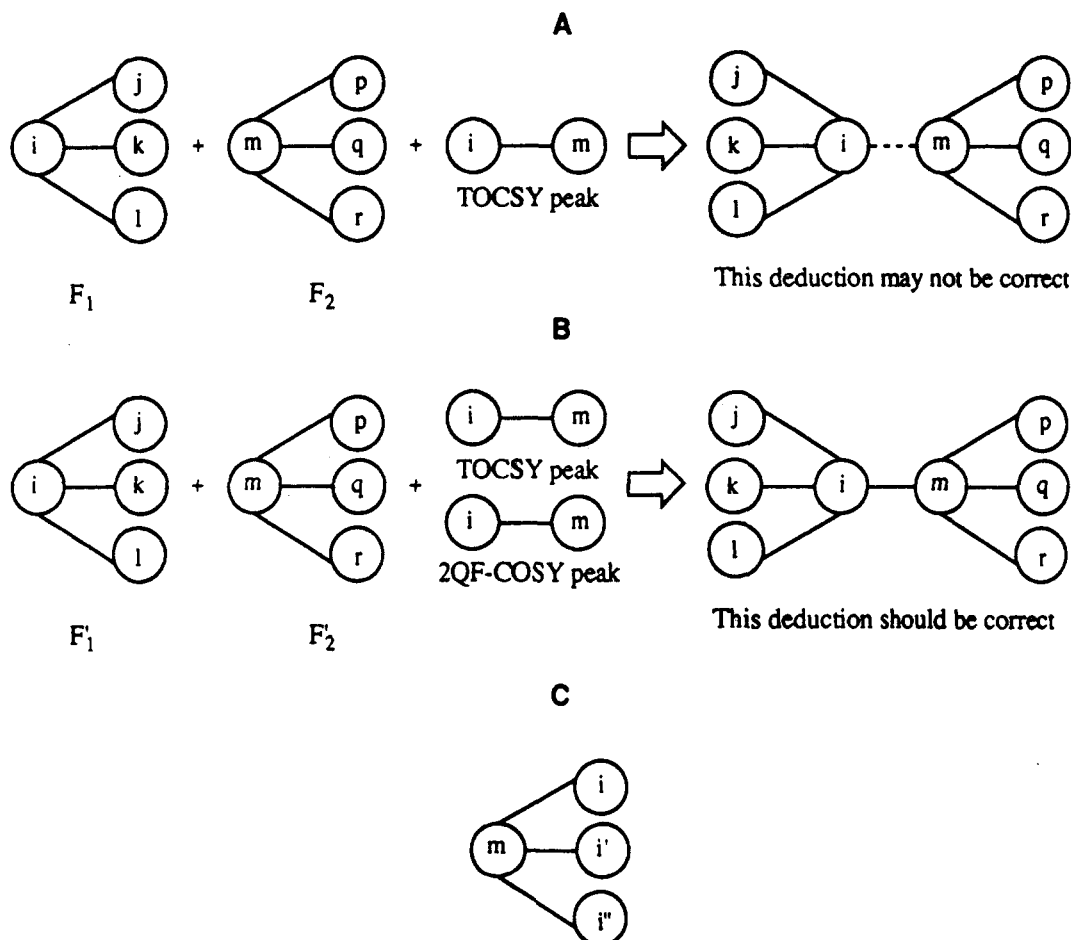 A
j p j p
i k + m q + i m k i m q
l r TOCSY peak l r
F1 F2 This deduction may not be correct
B
j p i m j p
TOCSY peak
i k + m q + k i m q
i m
l r 2QF-COSY peak l r
F'1 F'2 This deduction should be correct
C
i
m i'
i"